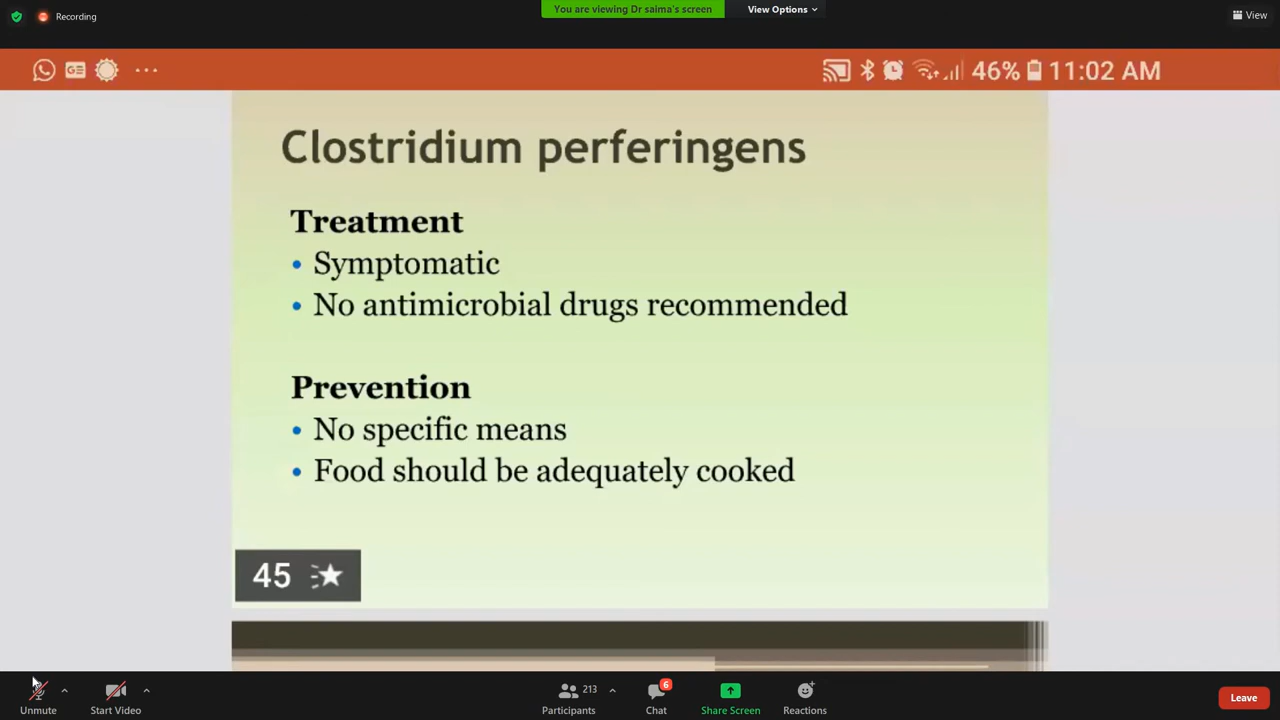 Recording
You are viewing Dr saima's screen
View Options
View
GE
46% 11:02 AM
Clostridium perferingens
Treatment
• Symptomatic
• No antimicrobial drugs recommended
Prevention
• No specific means
• Food should be adequately cooked
45
Unmute
Start Video
213
Participants
6
Chat
Share Screen
Reactions
Leave